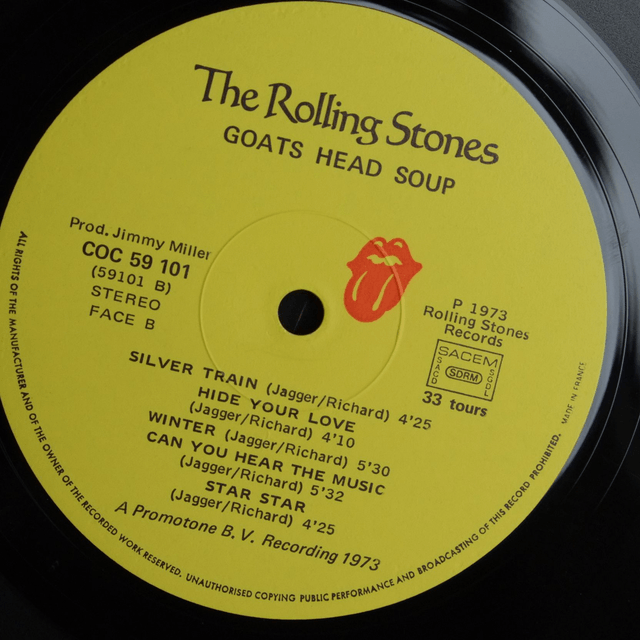 The Rolling Stones
GOATS HEAD SOUP
Prod. Jimmy Miller
COC 59 101
(59101 B)
STEREO
FACE B
P 1973
Rolling Stones
Records
SACEM
SACD
SDRM
SGDL
33 tours
SILVER TRAIN (Jagger/Richard) 4'25
HIDE YOUR LOVE
(Jagger/Richard) 4'10
WINTER (Jagger/Richard) 5'30
CAN YOU HEAR THE MUSIC
(Jagger/Richard) 5'32
STAR STAR
(Jagger/Richard) 4'25
A Promotone B. V. Recording 1973
ALL RIGHTS OF THE MANUFACTURER AND OF THE OWNER OF THE RECORDED WORK RESERVED. UNAUTHORISED COPYING PUBLIC PERFORMANCE AND BROADCASTING OF THIS RECORD PROHIBITED. MADE IN FRANCE